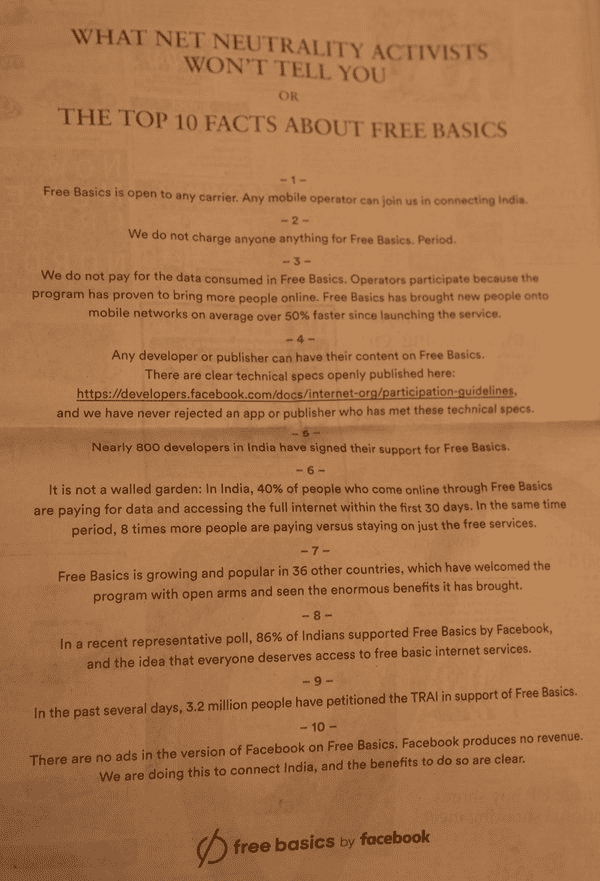 WHAT NET NEUTRALITY ACTIVISTS
WON'T TELL YOU
OR
THE TOP 10 FACTS ABOUT FREE BASICS
– 1 –
Free Basics is open to any carrier. Any mobile operator can join us in connecting India.
– 2 –
We do not charge anyone anything for Free Basics. Period.
– 3 –
We do not pay for the data consumed in Free Basics. Operators participate because the
program has proven to bring more people online. Free Basics has brought new people onto
mobile networks on average over 50% faster since launching the service.
– 4 –
Any developer or publisher can have their content on Free Basics.
There are clear technical specs openly published here:
https://developers.facebook.com/docs/internet-org/participation-guidelines,
and we have never rejected an app or publisher who has met these technical specs.
– 5 –
Nearly 800 developers in India have signed their support for Free Basics.
– 6 –
It is not a walled garden: In India, 40% of people who come online through Free Basics
are paying for data and accessing the full internet within the first 30 days. In the same time
period, 8 times more people are paying versus staying on just the free services.
– 7 –
Free Basics is growing and popular in 36 other countries, which have welcomed the
program with open arms and seen the enormous benefits it has brought.
– 8 –
In a recent representative poll, 86% of Indians supported Free Basics by Facebook,
and the idea that everyone deserves access to free basic internet services.
– 9 –
In the past several days, 3.2 million people have petitioned the TRAI in support of Free Basics.
– 10 –
There are no ads in the version of Facebook on Free Basics. Facebook produces no revenue.
We are doing this to connect India, and the benefits to do so are clear.
free basics by facebook